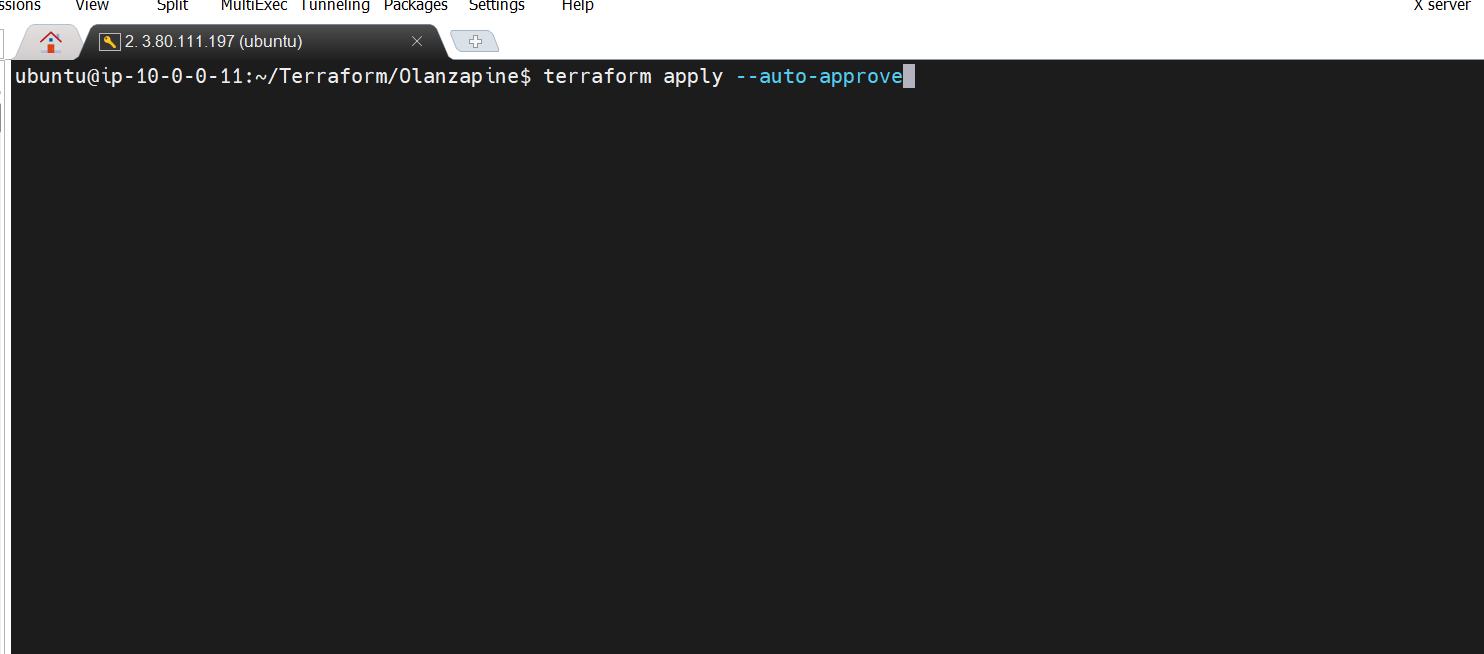 ssions View Split MultiExec Tunneling Packages Settings Help X server
2. 3.80.111.197 (ubuntu)
ubuntu@ip-10-0-0-11:~/Terraform/Olanzapine$ terraform apply --auto-approve